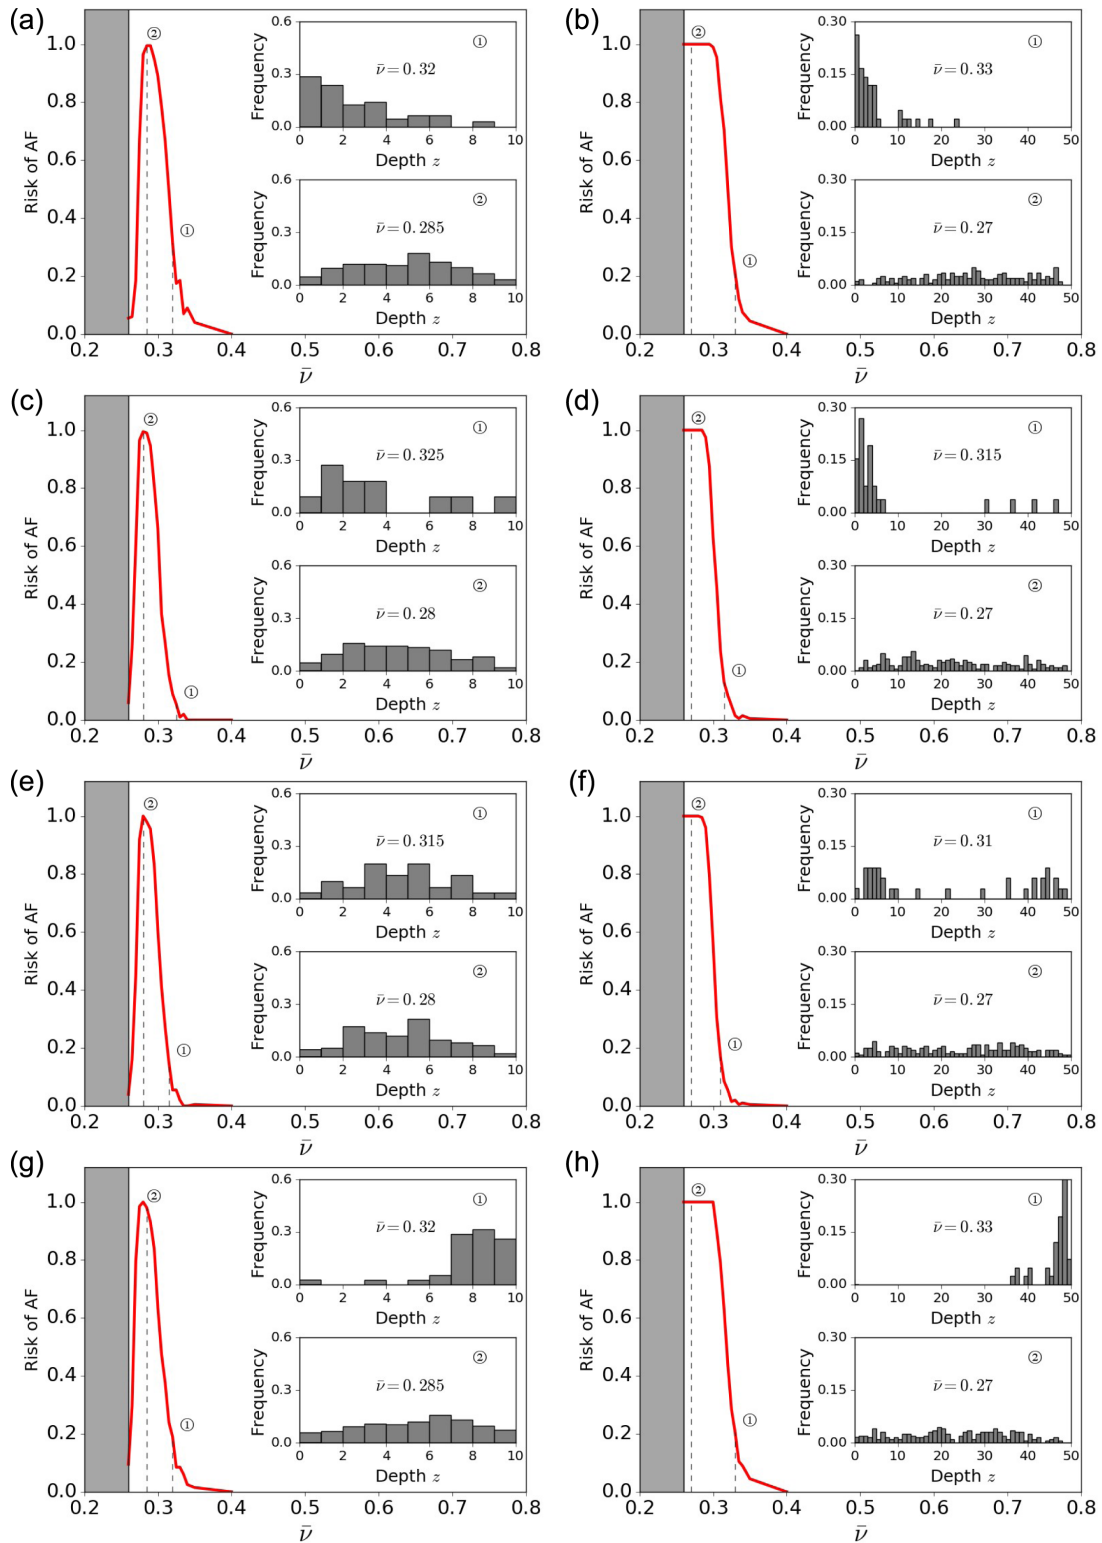 (a)
Risk of AF
1.0
0.8
0.6
0.4
0.2
0.0
0.2 0.3 0.4 0.5 0.6 0.7 0.8
ν̄
②
①
Frequency
0.6
0.3
0.0
①
ν̄ = 0.32
0 2 4 6 8 10
Depth z
Frequency
0.6
0.3
0.0
②
ν̄ = 0.285
0 2 4 6 8 10
Depth z
(b)
Risk of AF
1.0
0.8
0.6
0.4
0.2
0.0
0.2 0.3 0.4 0.5 0.6 0.7 0.8
ν̄
②
①
Frequency
0.30
0.15
0.00
①
ν̄ = 0.33
0 10 20 30 40 50
Depth z
Frequency
0.30
0.15
0.00
②
ν̄ = 0.27
0 10 20 30 40 50
Depth z
(c)
Risk of AF
1.0
0.8
0.6
0.4
0.2
0.0
0.2 0.3 0.4 0.5 0.6 0.7 0.8
ν̄
②
①
Frequency
0.6
0.3
0.0
①
ν̄ = 0.325
0 2 4 6 8 10
Depth z
Frequency
0.6
0.3
0.0
②
ν̄ = 0.28
0 2 4 6 8 10
Depth z
(d)
Risk of AF
1.0
0.8
0.6
0.4
0.2
0.0
0.2 0.3 0.4 0.5 0.6 0.7 0.8
ν̄
②
①
Frequency
0.30
0.15
0.00
①
ν̄ = 0.315
0 10 20 30 40 50
Depth z
Frequency
0.30
0.15
0.00
②
ν̄ = 0.27
0 10 20 30 40 50
Depth z
(e)
Risk of AF
1.0
0.8
0.6
0.4
0.2
0.0
0.2 0.3 0.4 0.5 0.6 0.7 0.8
ν̄
②
①
Frequency
0.6
0.3
0.0
①
ν̄ = 0.315
0 2 4 6 8 10
Depth z
Frequency
0.6
0.3
0.0
②
ν̄ = 0.28
0 2 4 6 8 10
Depth z
(f)
Risk of AF
1.0
0.8
0.6
0.4
0.2
0.0
0.2 0.3 0.4 0.5 0.6 0.7 0.8
ν̄
②
①
Frequency
0.30
0.15
0.00
①
ν̄ = 0.31
0 10 20 30 40 50
Depth z
Frequency
0.30
0.15
0.00
②
ν̄ = 0.27
0 10 20 30 40 50
Depth z
(g)
Risk of AF
1.0
0.8
0.6
0.4
0.2
0.0
0.2 0.3 0.4 0.5 0.6 0.7 0.8
ν̄
②
①
Frequency
0.6
0.3
0.0
①
ν̄ = 0.32
0 2 4 6 8 10
Depth z
Frequency
0.6
0.3
0.0
②
ν̄ = 0.285
0 2 4 6 8 10
Depth z
(h)
Risk of AF
1.0
0.8
0.6
0.4
0.2
0.0
0.2 0.3 0.4 0.5 0.6 0.7 0.8
ν̄
②
①
Frequency
0.30
0.15
0.00
①
ν̄ = 0.33
0 10 20 30 40 50
Depth z
Frequency
0.30
0.15
0.00
②
ν̄ = 0.27
0 10 20 30 40 50
Depth z